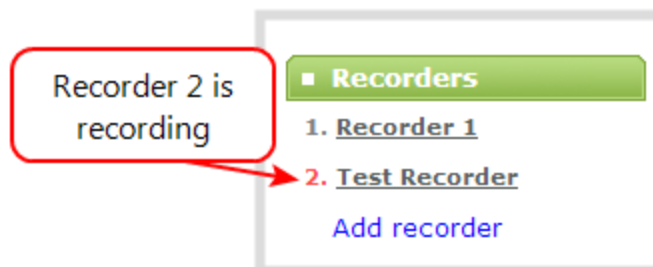 Recorder 2 is
recording
Recorders
1. Recorder 1
2. Test Recorder
Add recorder